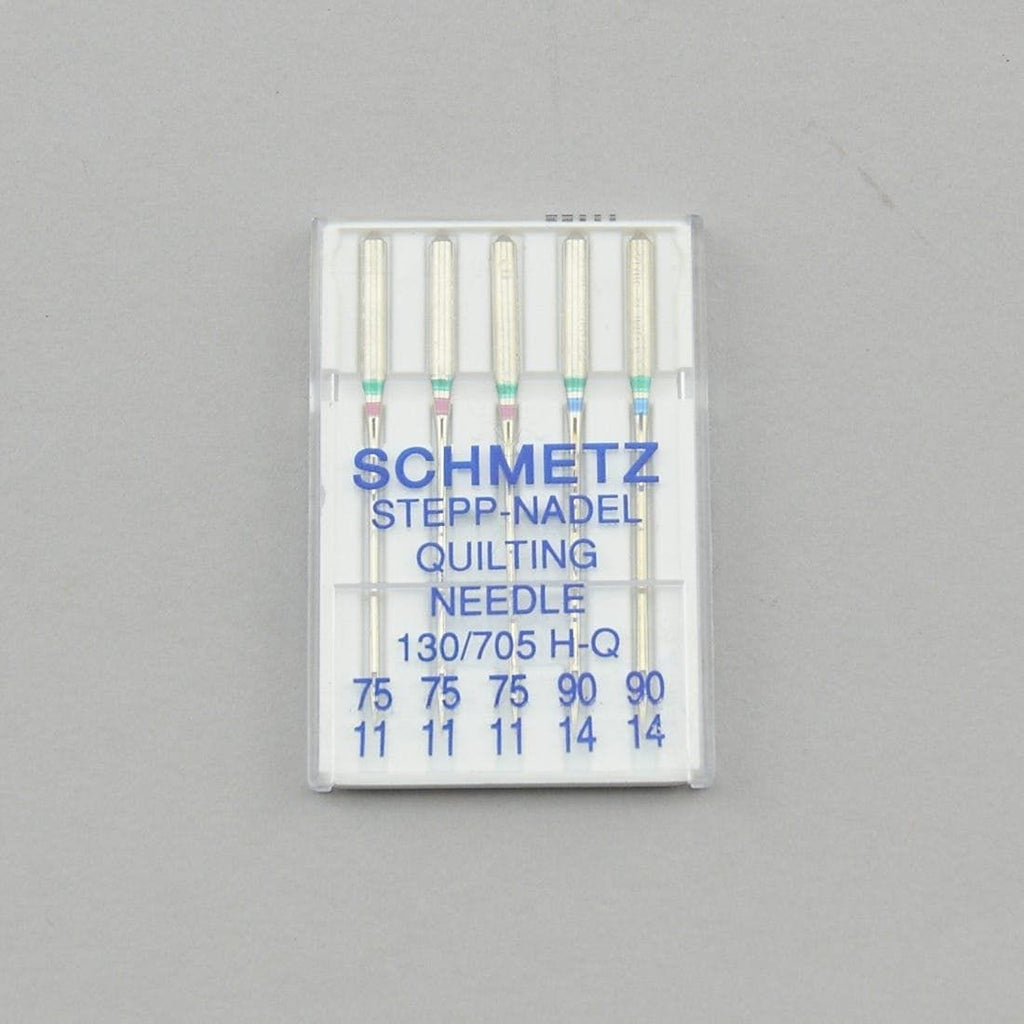 SCHMETZ
STEPP-NADEL
QUILTING
NEEDLE
130/705 H-Q
75 75 75 90 90
11 11 11 14 14